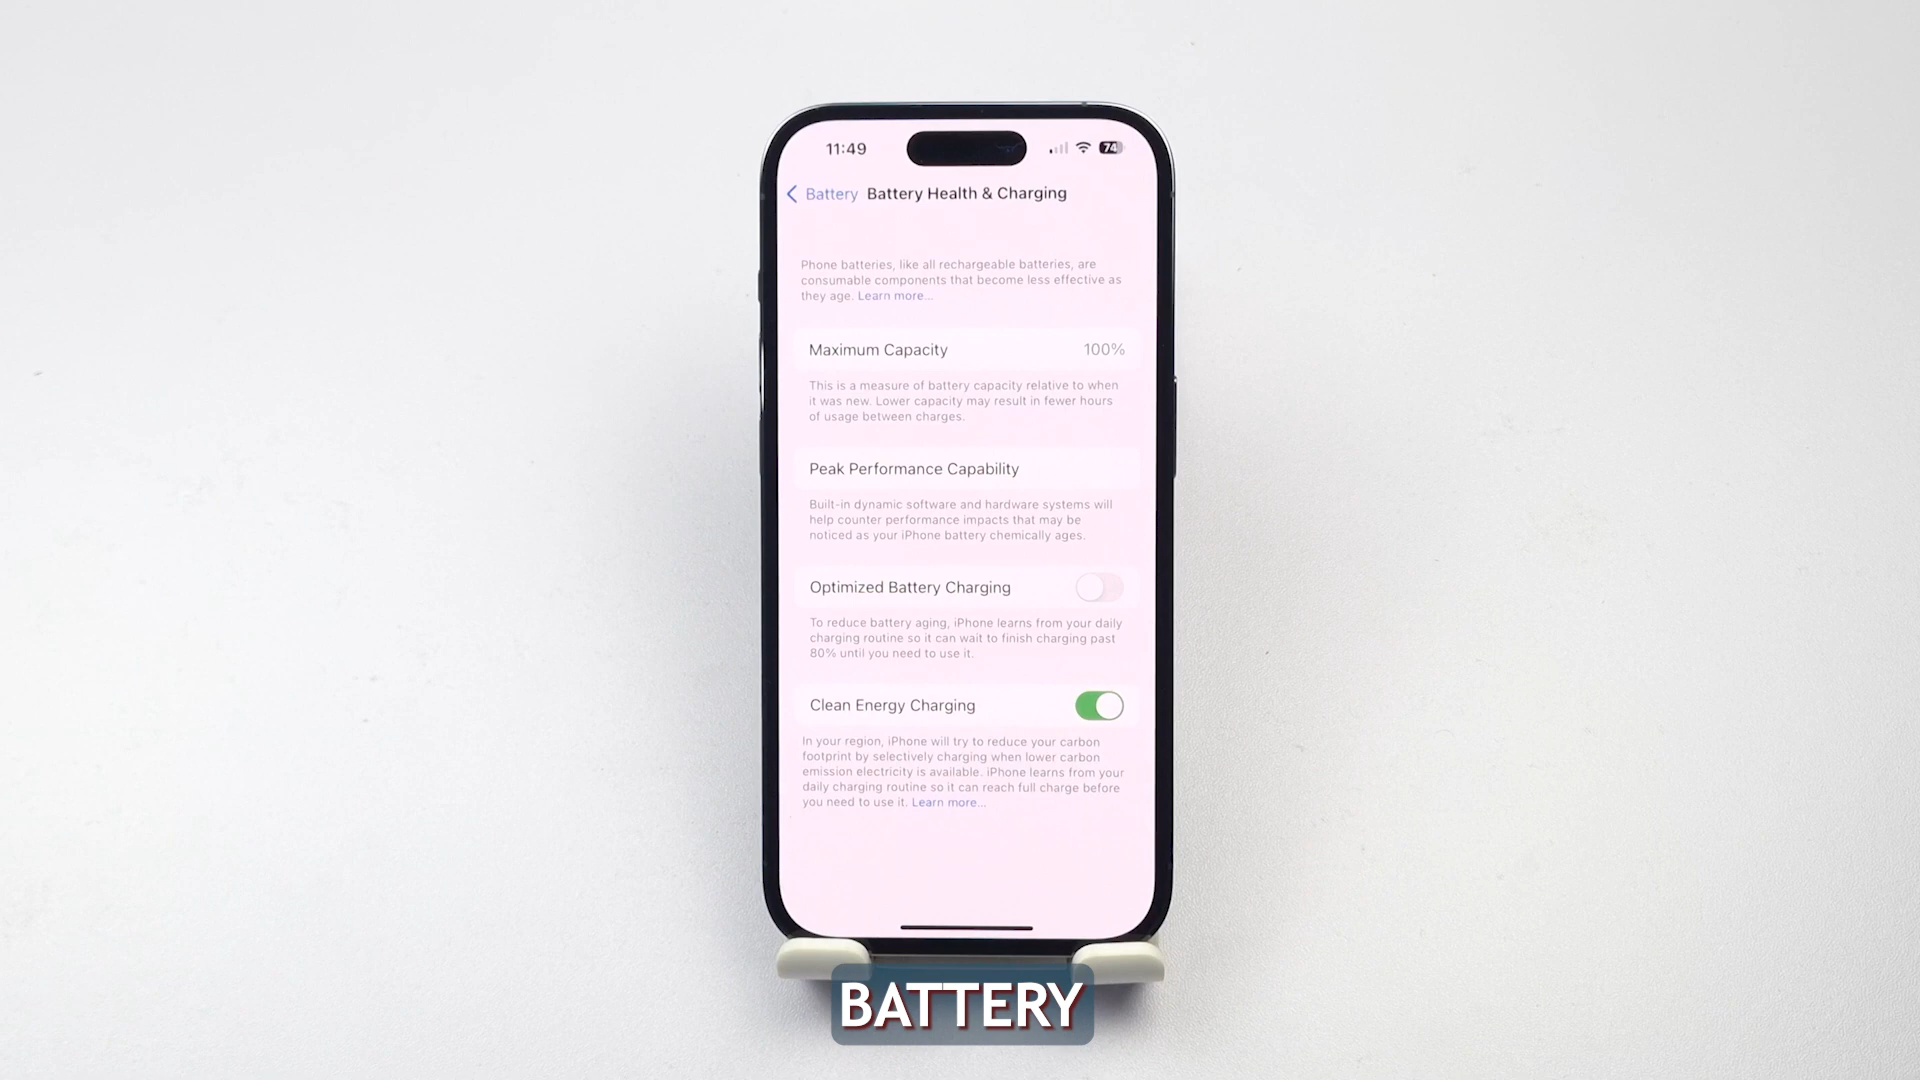 11:49
74
Battery Battery Health & Charging
Phone batteries, like all rechargeable batteries, are
consumable components that become less effective as
they age. Learn more...
Maximum Capacity 100%
This is a measure of battery capacity relative to when
it was new. Lower capacity may result in fewer hours
of usage between charges.
Peak Performance Capability
Built-in dynamic software and hardware systems will
help counter performance impacts that may be
noticed as your iPhone battery chemically ages.
Optimized Battery Charging
To reduce battery aging, iPhone learns from your daily
charging routine so it can wait to finish charging past
80% until you need to use it.
Clean Energy Charging
In your region, iPhone will try to reduce your carbon
footprint by selectively charging when lower carbon
emission electricity is available. iPhone learns from your
daily charging routine so it can reach full charge before
you need to use it. Learn more...
BATTERY